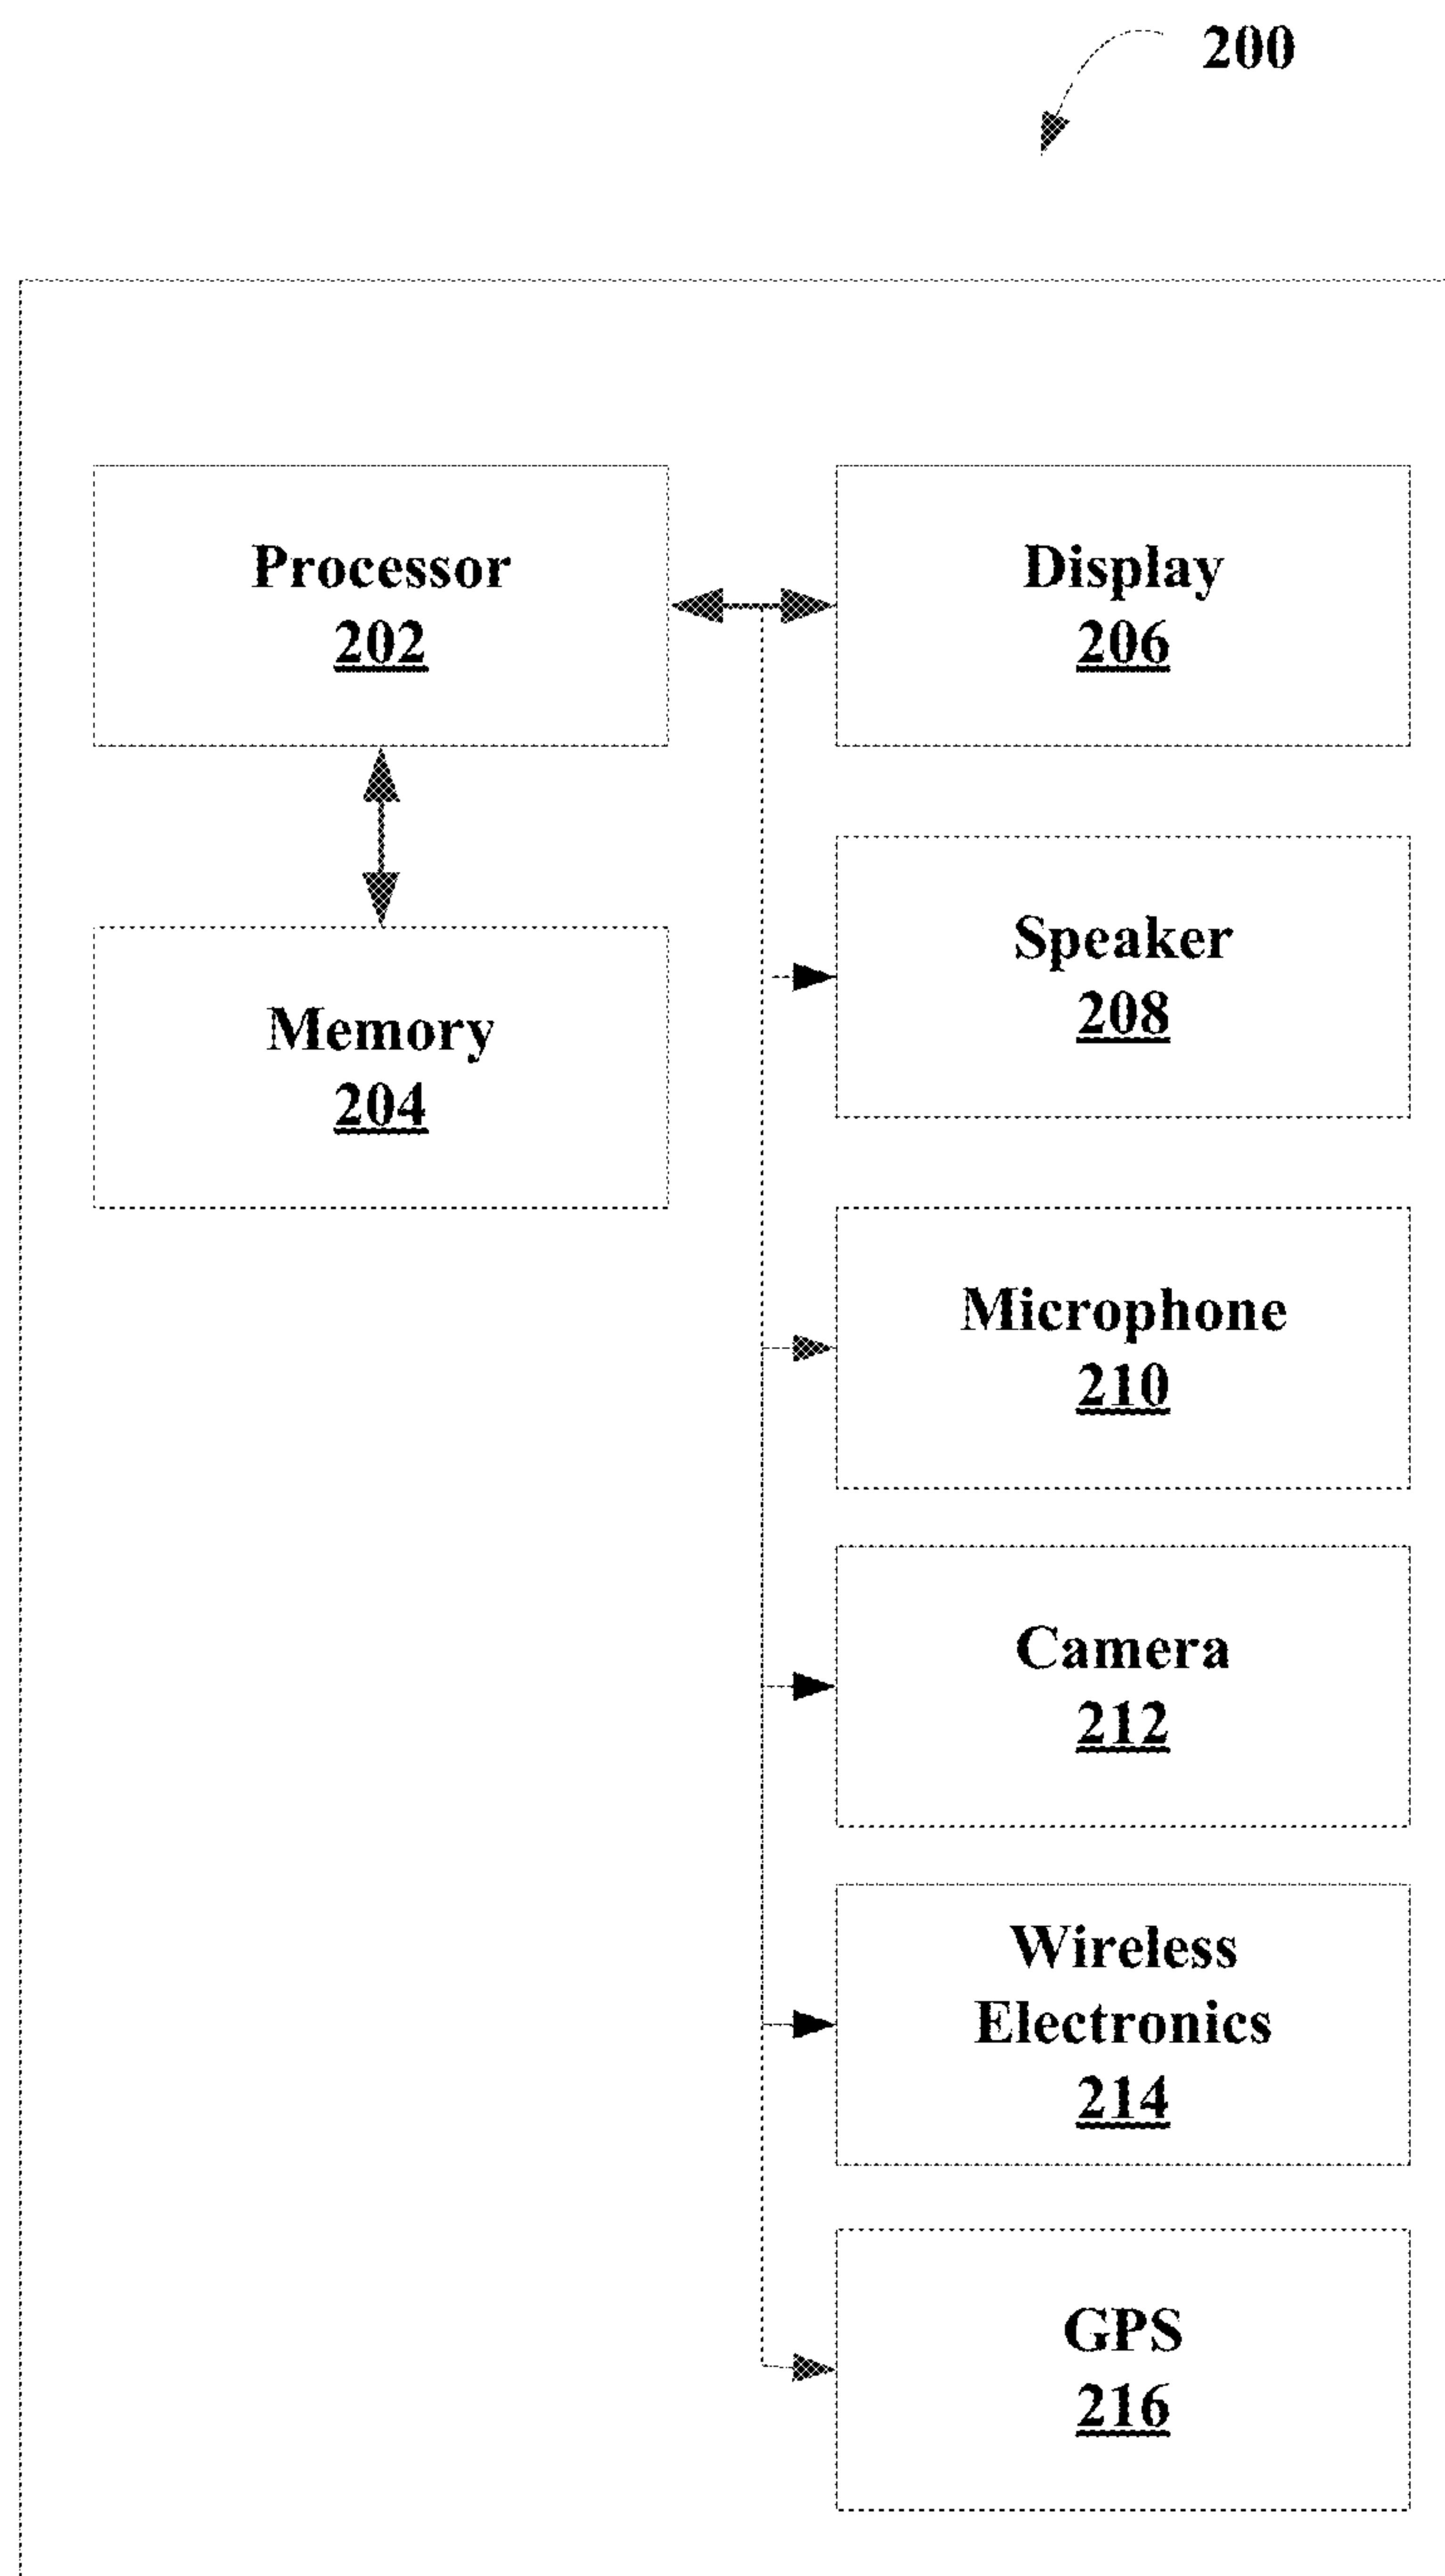 200
Processor
202
Display
206
Speaker
208
Memory
204
Microphone
210
Camera
212
Wireless
Electronics
214
GPS
216